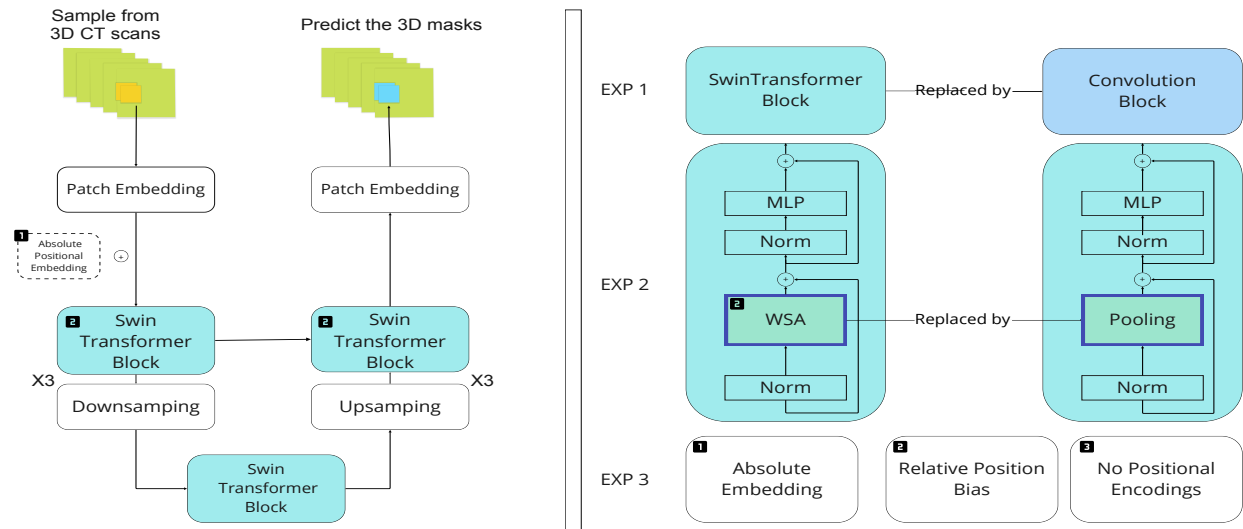 Sample from
3D CT scans
Predict the 3D masks
Patch Embedding
Patch Embedding
1
Absolute
Positional
Embedding
+
2
Swin
Transformer
Block
2
Swin
Transformer
Block
X3
X3
Downsamping
Upsamping
Swin
Transformer
Block
EXP 1
SwinTransformer
Block
Replaced by
Convolution
Block
EXP 2
+
MLP
Norm
+
2
WSA
Norm
Replaced by
+
MLP
Norm
+
Pooling
Norm
EXP 3
1
Absolute
Embedding
2
Relative Position
Bias
3
No Positional
Encodings